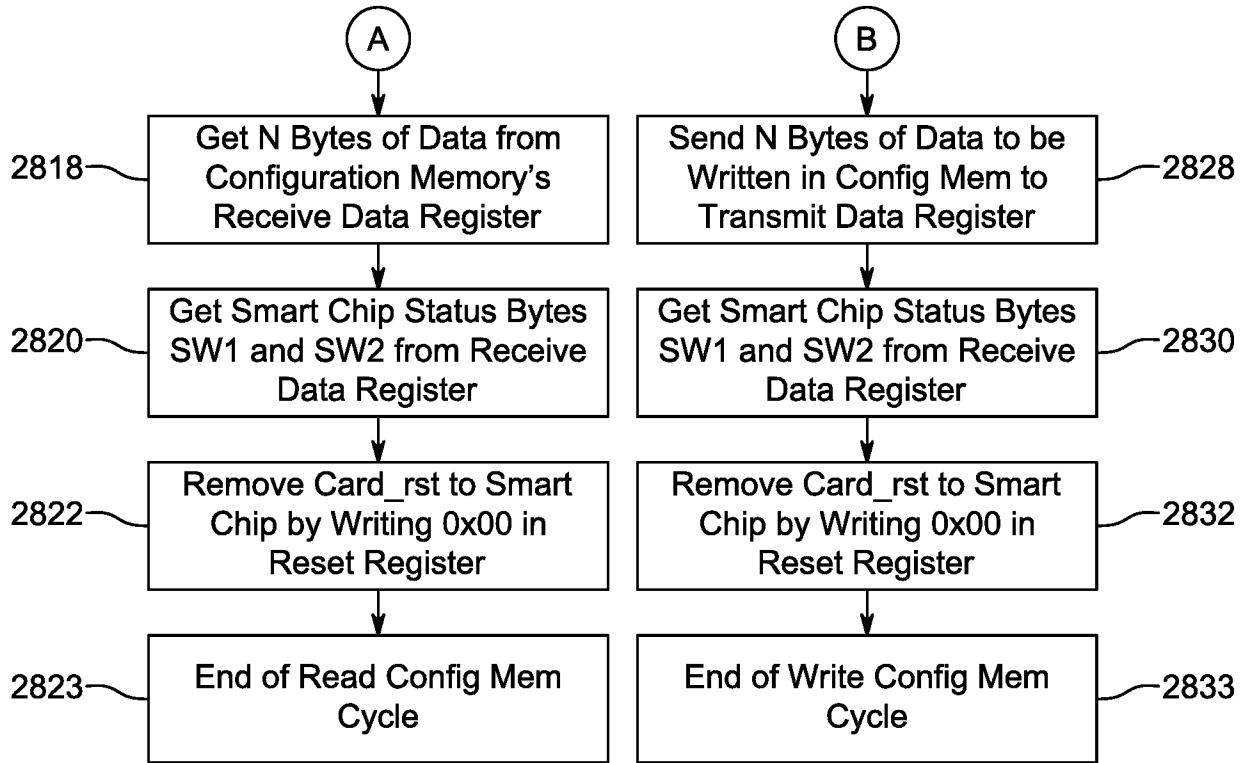 A
2818
Get N Bytes of Data from
Configuration Memory's
Receive Data Register
2820
Get Smart Chip Status Bytes
SW1 and SW2 from Receive
Data Register
2822
Remove Card_rst to Smart
Chip by Writing 0x00 in
Reset Register
2823
End of Read Config Mem
Cycle
B
Send N Bytes of Data to be
Written in Config Mem to
Transmit Data Register
2828
Get Smart Chip Status Bytes
SW1 and SW2 from Receive
Data Register
2830
Remove Card_rst to Smart
Chip by Writing 0x00 in
Reset Register
2832
End of Write Config Mem
Cycle
2833